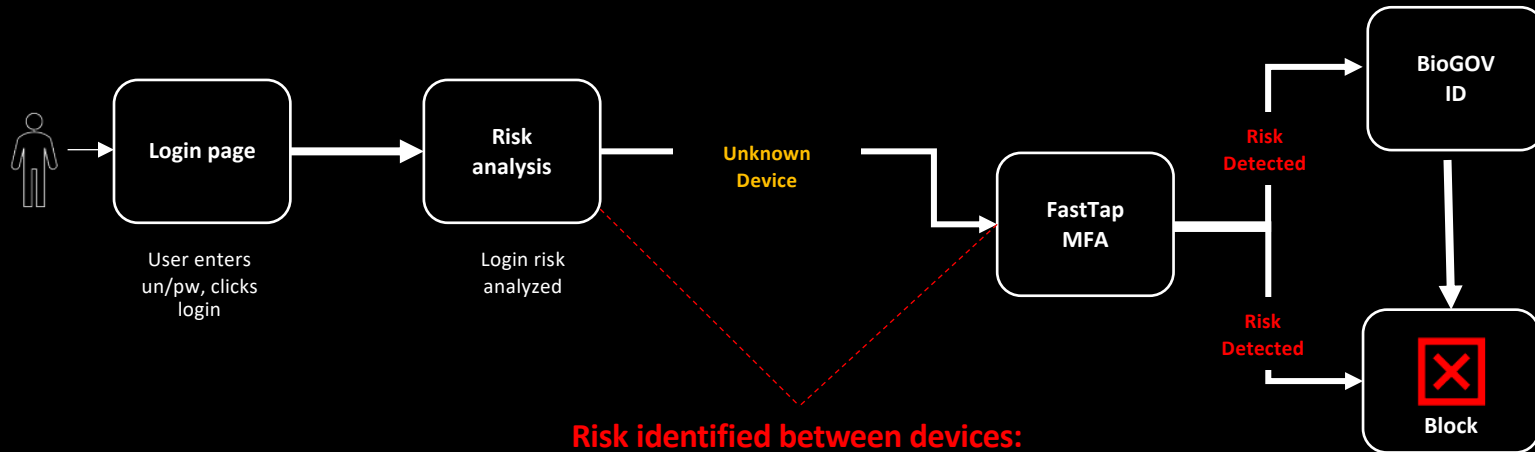 Login page
User enters
un/pw, clicks
login
Risk
analysis
Login risk
analyzed
Unknown
Device
FastTap
MFA
Risk
Detected
BioGOV
ID
Risk
Detected
Block
Risk identified between devices: